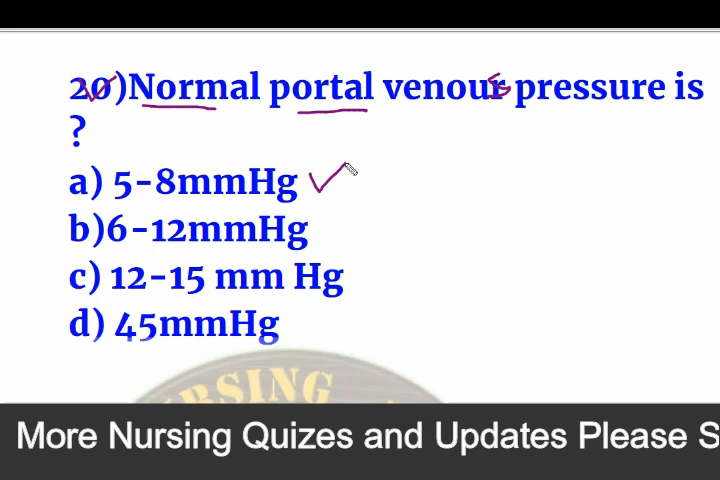 20)Normal portal venous pressure is
?
a) 5-8mmHg
b)6-12mmHg
c) 12-15 mm Hg
d) 45mmHg
RSING
More Nursing Quizes and Updates Please S